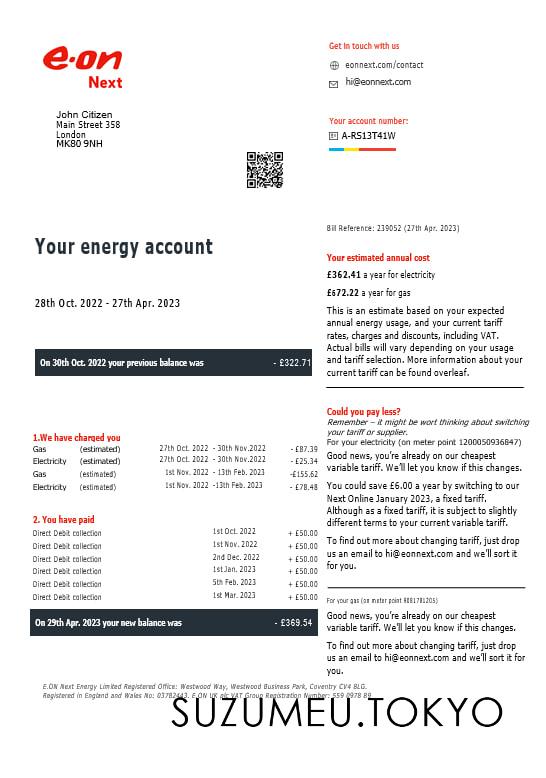 e·on
Next
John Citizen
Main Street 358
London
MK80 9NH
Get in touch with us
eonnext.com/contact
hi@eonnext.com
Your account number:
A-RS13T41W
Bill Reference: 239052 (27th Apr. 2023)
Your energy account
28th Oct. 2022 - 27th Apr. 2023
On 30th Oct. 2022 your previous balance was - £322.71
1.We have charged you
Gas (estimated) 27th Oct. 2022 - 30th Nov.2022 - £87.39
Electricity (estimated) 27th Oct. 2022 - 30th Nov. 2022 - £25.34
Gas (estimated) 1st Nov. 2022 -13th Feb. 2023 -£155.62
Electricity (estimated) 1st Nov. 2022 -13th Feb. 2023 - £78.48
2. You have paid
Direct Debit collection 1st Oct. 2022 + £50.00
Direct Debit collection 1st Nov. 2022 + £50.00
Direct Debit collection 2nd Dec. 2022 + £50.00
Direct Debit collection 1st Jan. 2023 + £50.00
Direct Debit collection 5th Feb. 2023 + £50.00
Direct Debit collection 1st Mar. 2023 + £50.00
On 29th Apr. 2023 your new balance was - £369.54
Your estimated annual cost
£362.41 a year for electricity
£672.22 a year for gas
This is an estimate based on your expected
annual energy usage, and your current tariff
rates, charges and discounts, including VAT.
Actual bills will vary depending on your usage
and tariff selection. More information about your
current tariff can be found overleaf.
Could you pay less?
Remember – it might be wort thinking about switching
your tariff or supplier.
For your electricity (on meter point 1200050936847)
Good news, you're already on our cheapest
variable tariff. We'll let you know if this changes.
You could save £6.00 a year by switching to our
Next Online January 2023, a fixed tariff.
Although as a fixed tariff, it is subject to slightly
different terms to your current variable tariff.
To find out more about changing tariff, just drop
us an email to hi@eonnext.com and we'll sort it
for you.
For your gas (on meter point 9081781205)
Good news, you're already on our cheapest
variable tariff. We'll let you know if this changes.
To find out more about changing tariff, just drop
us an email to hi@eonnext.com and we'll sort it
you.
E.ON Next Energy Limited Registered Office: Westwood Way, Westwood Business Park, Coventry CV4 8LG.
Registered in England and Wales No: 03782443. E.ON UK plc VAT Group Registration Number: 559 0978 89
SUZUMEU.TOKYO